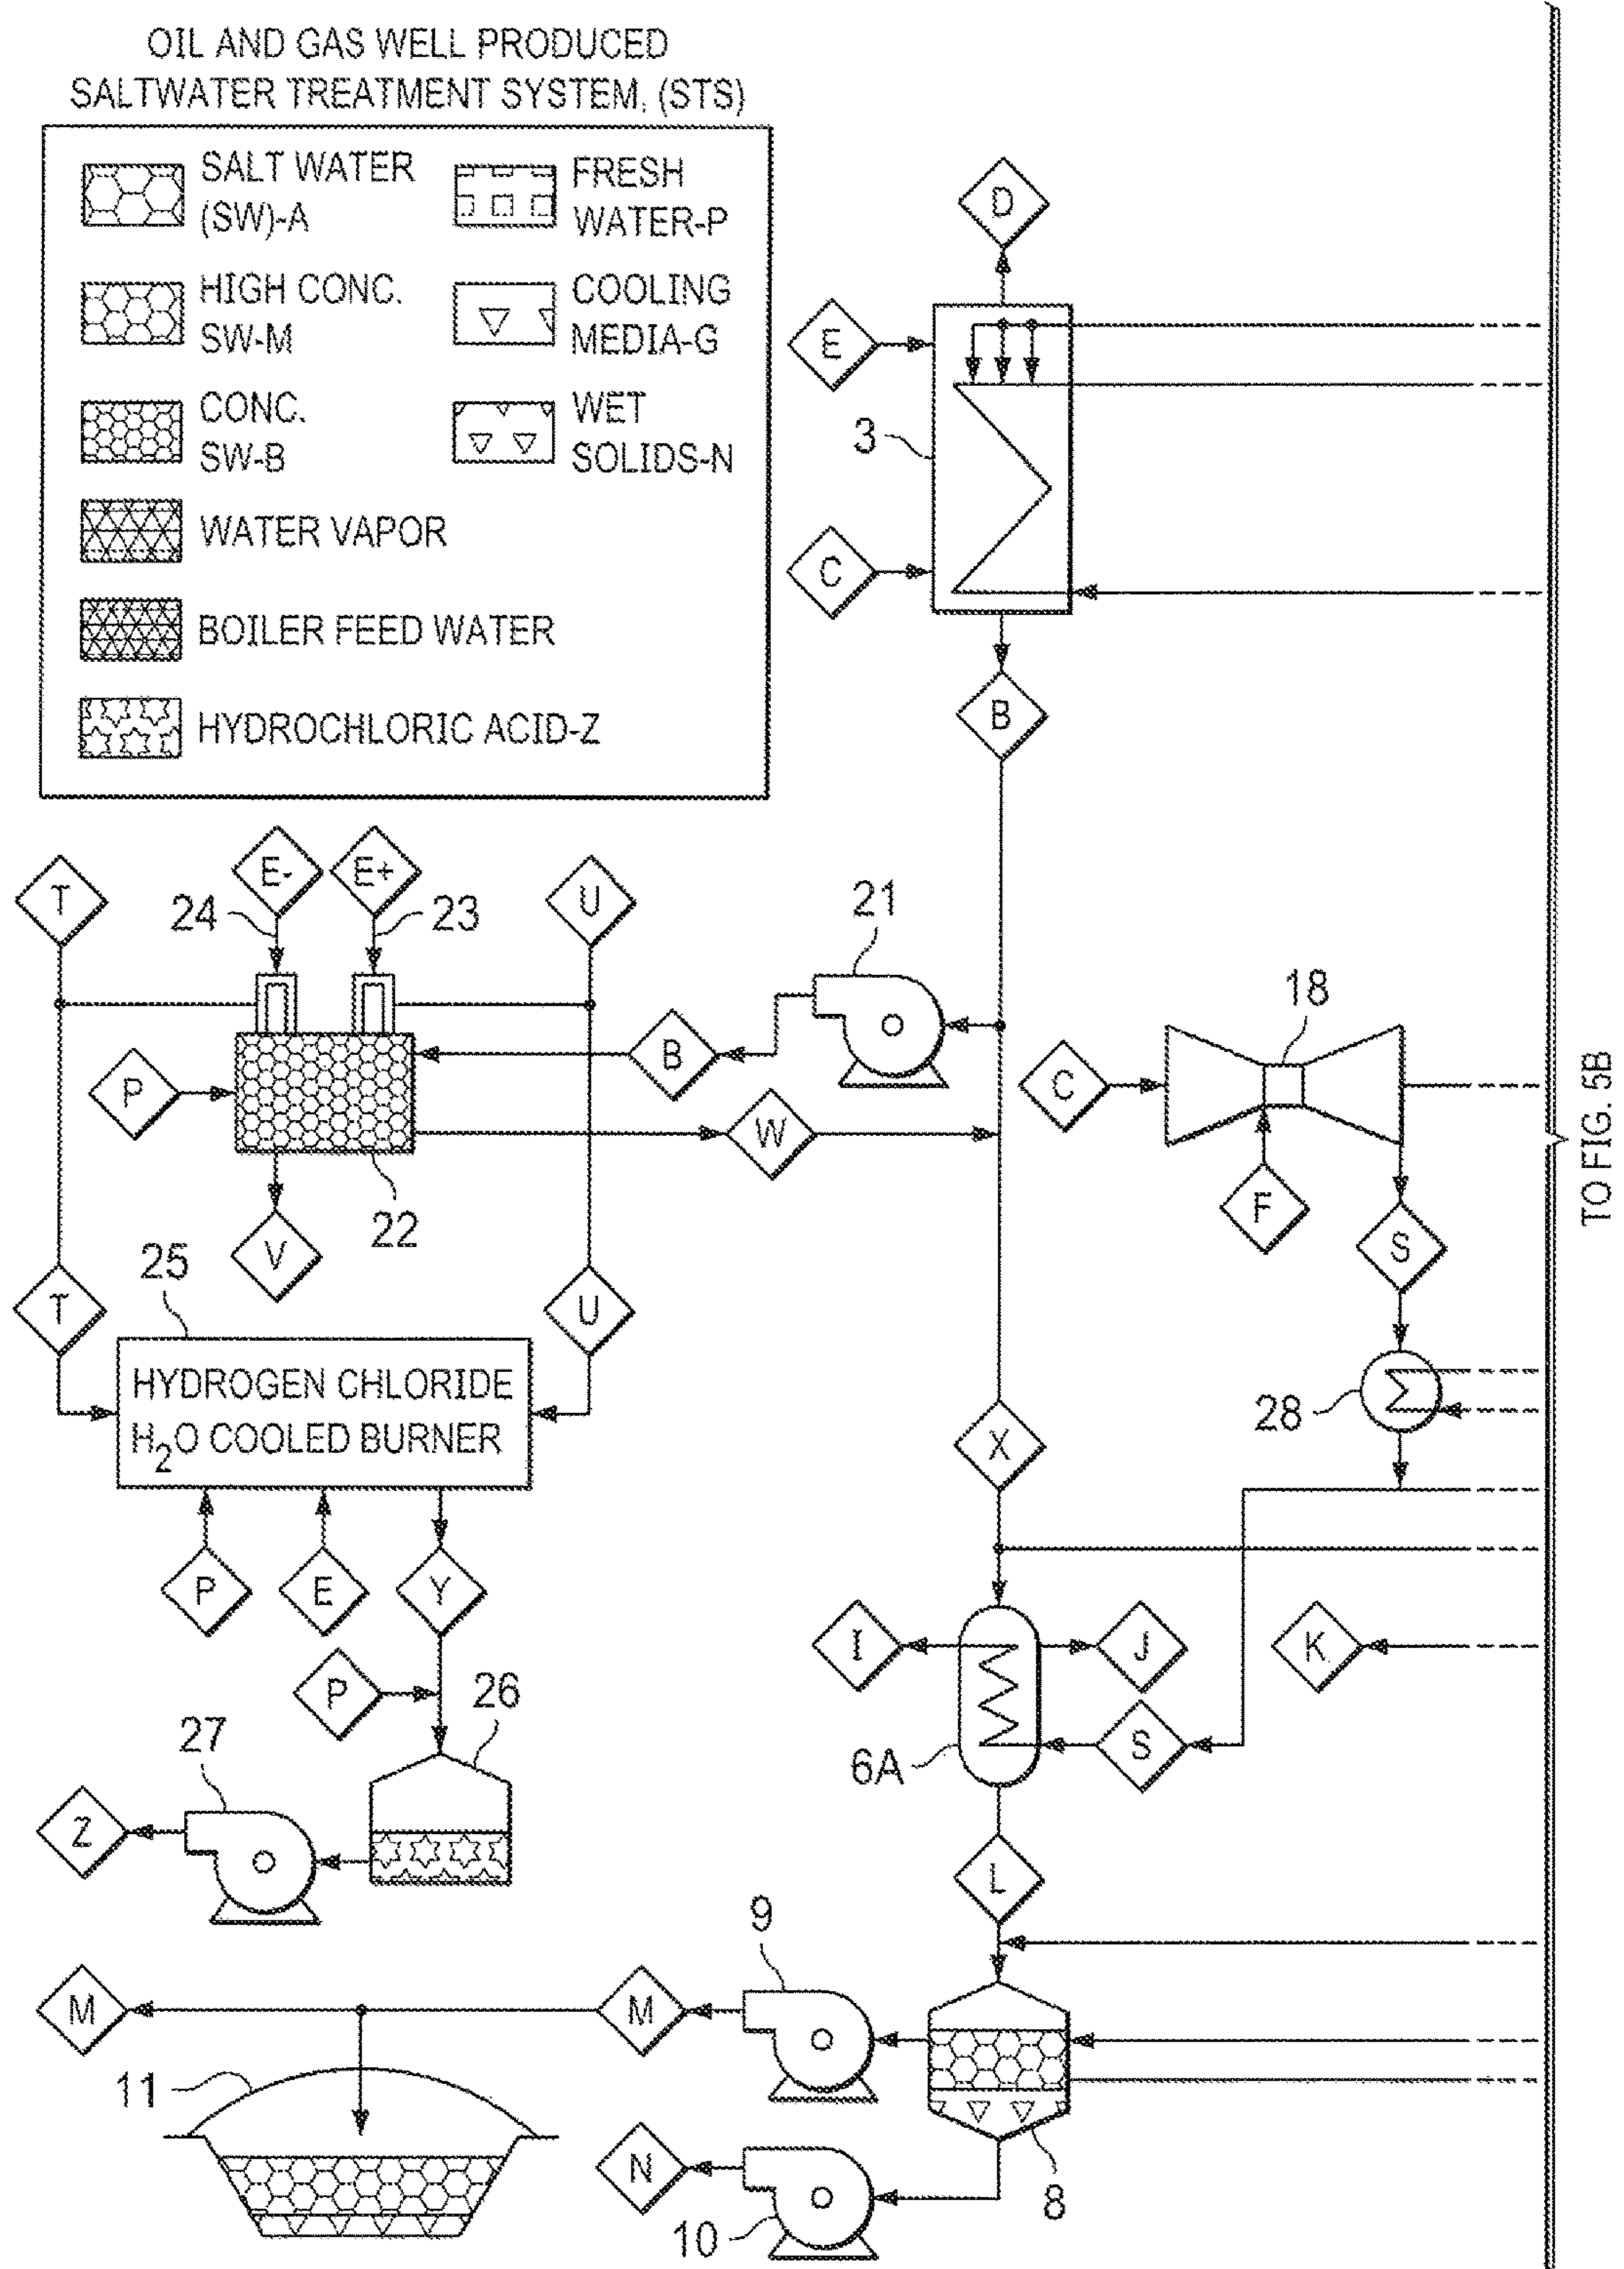 OIL AND GAS WELL PRODUCED
SALTWATER TREATMENT SYSTEM, (STS)
SALT WATER
(SW)-A
FRESH
WATER-P
HIGH CONC.
SW-M
COOLING
MEDIA-G
CONC.
SW-B
WET
SOLIDS-N
WATER VAPOR
BOILER FEED WATER
HYDROCHLORIC ACID-Z
D
E
3
C
B
T
E-
E+
U
24
23
21
18
P
B
C
W
F
S
V
22
25
T
U
HYDROGEN CHLORIDE
H2O COOLED BURNER
X
28
P
E
Y
I
J
K
P
26
6A
S
27
Z
L
9
M
M
11
N
10
8
TO FIG. 5B